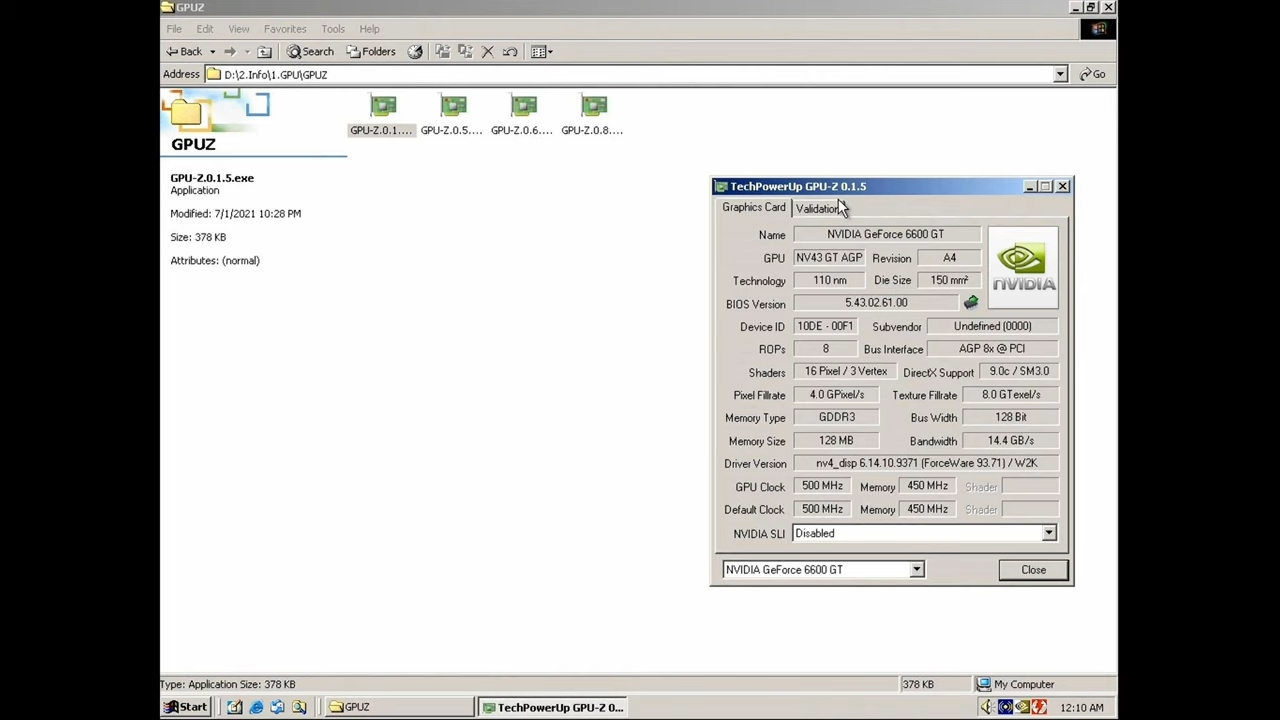 GPUZ
File Edit View Favorites Tools Help
Back Search Folders
Address D:\2.Info\1.GPU\GPUZ Go
GPU-Z.0.1.... GPU-Z.0.5.... GPU-Z.0.6.... GPU-Z.0.8....
GPUZ
GPU-Z.0.1.5.exe
Application
Modified: 7/1/2021 10:28 PM
Size: 378 KB
Attributes: (normal)
TechPowerUp GPU-Z 0.1.5
Graphics Card Validation
Name NVIDIA GeForce 6600 GT
GPU NV43 GT AGP Revision A4
NVIDIA
Technology 110 nm Die Size 150 mm²
BIOS Version 5.43.02.61.00
Device ID 10DE - 00F1 Subvendor Undefined (0000)
ROPs 8 Bus Interface AGP 8x @ PCI
Shaders 16 Pixel / 3 Vertex DirectX Support 9.0c / SM3.0
Pixel Fillrate 4.0 GPixel/s Texture Fillrate 8.0 GTexel/s
Memory Type GDDR3 Bus Width 128 Bit
Memory Size 128 MB Bandwidth 14.4 GB/s
Driver Version nv4_disp 6.14.10.9371 (ForceWare 93.71) / W2K
GPU Clock 500 MHz Memory 450 MHz Shader
Default Clock 500 MHz Memory 450 MHz Shader
NVIDIA SLI Disabled
NVIDIA GeForce 6600 GT Close
Type: Application Size: 378 KB 378 KB My Computer
Start GPUZ TechPowerUp GPU-Z 0... 12:10 AM